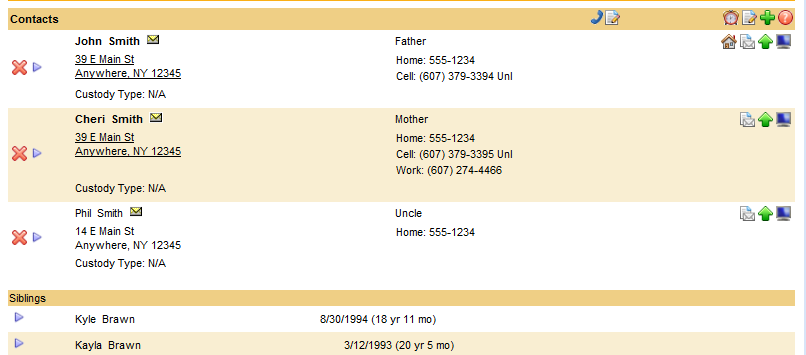 Contacts
John Smith Father
39 E Main St Home: 555-1234
Anywhere, NY 12345 Cell: (607) 379-3394 Unl
Custody Type: N/A
Cheri Smith Mother
39 E Main St Home: 555-1234
Anywhere, NY 12345 Cell: (607) 379-3395 Unl
Work: (607) 274-4466
Custody Type: N/A
Phil Smith Uncle
14 E Main St Home: 555-1234
Anywhere, NY 12345
Custody Type: N/A
Siblings
Kyle Brawn 8/30/1994 (18 yr 11 mo)
Kayla Brawn 3/12/1993 (20 yr 5 mo)